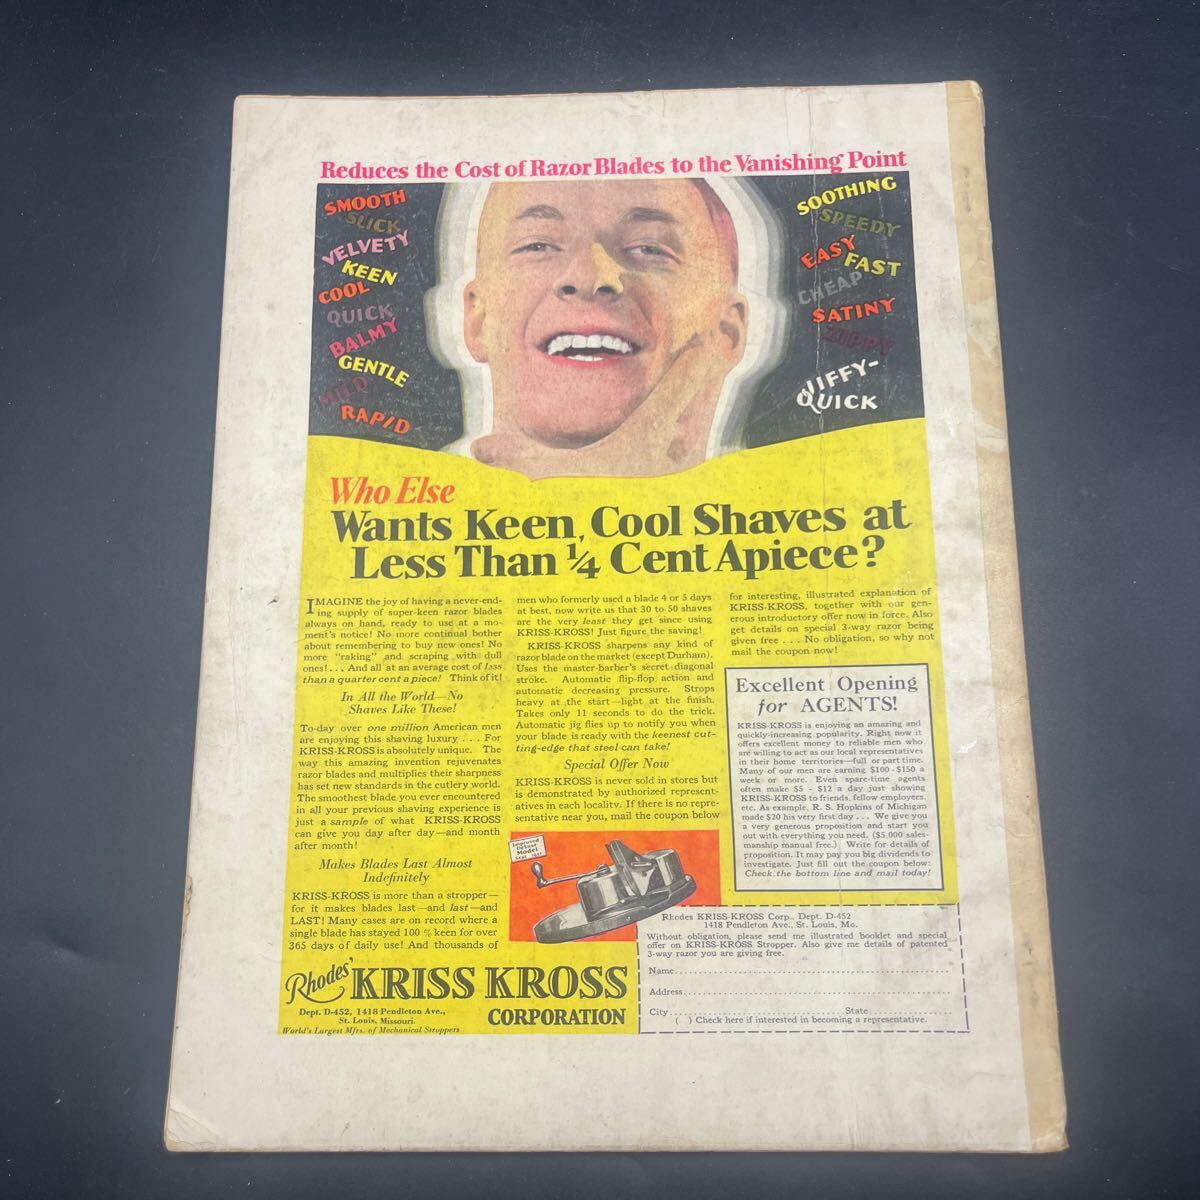 Reduces the Cost of Razor Blades to the Vanishing Point
SMOOTH
SLICK
VELVETY
KEEN
COOL
QUICK
BALMY
GENTLE
MILD
RAPID
SOOTHING
SPEEDY
EASY
FAST
CHEAP
SATINY
ZIPPY
JIFFY-
QUICK
Who Else
Wants Keen, Cool Shaves at
Less Than ¼ Cent Apiece?
IMAGINE the joy of having a never-end-
ing supply of super-keen razor blades
always on hand, ready to use at a mo-
ment's notice! No more continual bother
about remembering to buy new ones! No
more "raking" and scraping with dull
ones! . . . And all at an average cost of less
than a quarter cent a piece! Think of it!
In All the World—No
Shaves Like These!
To-day over one million American men
are enjoying this shaving luxury . . . For
KRISS-KROSS is absolutely unique. The
way this amazing invention rejuvenates
razor blades and multiplies their sharpness
has set new standards in the cutlery world.
The smoothest blade you ever encountered
in all your previous shaving experience is
just a sample of what KRISS-KROSS
can give you day after day—and month
after month!
Makes Blades Last Almost
Indefinitely
KRISS-KROSS is more than a stropper—
for it makes blades last—and last—and
LAST! Many cases are on record where a
single blade has stayed 100% keen for over
365 days of daily use! And thousands of
men who formerly used a blade 4 or 5 days
at best, now write us that 30 to 50 shaves
are the very least they get since using
KRISS-KROSS! Just figure the saving!
KRISS-KROSS sharpens any kind of
razor blade on the market (except Durham).
Uses the master-barber's secret diagonal
stroke. Automatic flip-flop action and
automatic decreasing pressure. Strops
heavy at the start—light at the finish.
Takes only 11 seconds to do the trick.
Automatic jig flies up to notify you when
your blade is ready with the keenest cut-
ting-edge that steel can take!
Special Offer Now
KRISS-KROSS is never sold in stores but
is demonstrated by authorized represent-
atives in each locality. If there is no repre-
sentative near you, mail the coupon below
for interesting, illustrated explanation of
KRISS-KROSS, together with our gen-
erous introductory offer now in force. Also
get details on special 3-way razor being
given free . . . No obligation, so why not
mail the coupon now!
Excellent Opening
for AGENTS!
KRISS-KROSS is enjoying an amazing and
quickly-increasing popularity. Right now it
offers excellent money to reliable men who
are willing to act as our local representatives
in their home territories—full or part time.
Many of our men are earning $100-$150 a
week or more. Even spare-time agents
often make $5 - $12 a day just showing
KRISS-KROSS to friends, fellow employees,
etc. As example, R. S. Hopkins of Michigan
made $20 his very first day . . . We give you
a very generous proposition and start you
out with everything you need. ($5,000 sales-
manship manual free.) Write for details of
proposition. It may pay you big dividends to
investigate. Just fill out the coupon below:
Check the bottom line and mail today!
Improved
DeLuxe
Model
Rhodes'
KRISS KROSS
CORPORATION
Dept. D-452, 1418 Pendleton Ave.,
St. Louis, Missouri
World's Largest Mfrs. of Mechanical Stroppers
Rhodes KRISS-KROSS Corp., Dept. D-452
1418 Pendleton Ave., St. Louis, Mo.
Without obligation, please send me illustrated booklet and special
offer on KRISS-KROSS Stropper. Also give me details of patented
3-way razor you are giving free.
Name
Address
City State
( ) Check here if interested in becoming a representative.